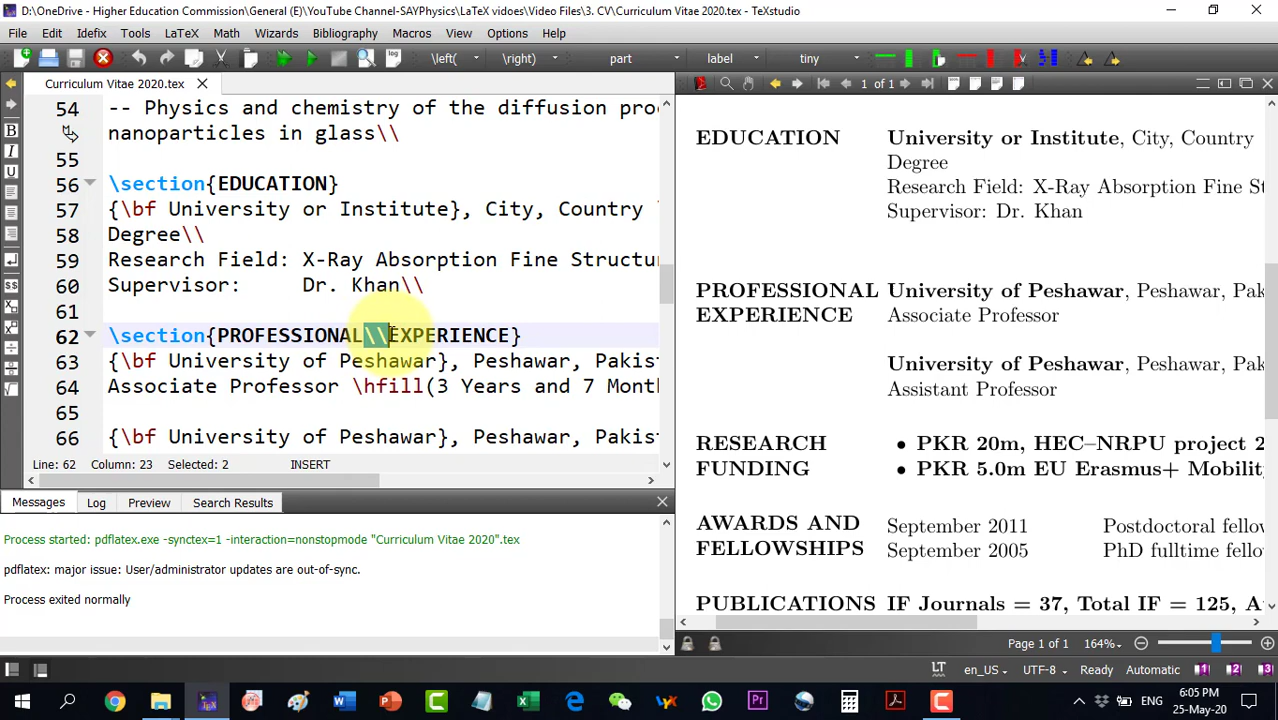 D:\OneDrive - Higher Education Commission\General (E)\YouTube Channel-SAYPhysics\LaTeX vidoes\Video Files\3. CV\Curriculum Vitae 2020.tex - TeXstudio
File Edit Idefix Tools LaTeX Math Wizards Bibliography Macros View Options Help
\left( \right) part label tiny
Curriculum Vitae 2020.tex
1 of 1
54 -- Physics and chemistry of the diffusion proc
nanoparticles in glass\\
55
56 \section{EDUCATION}
57 {\bf University or Institute}, City, Country
58 Degree\\
59 Research Field: X-Ray Absorption Fine Structu
60 Supervisor: Dr. Khan\\
61
62 \section{PROFESSIONAL\\EXPERIENCE}
63 {\bf University of Peshawar}, Peshawar, Pakist
64 Associate Professor \hfill(3 Years and 7 Month
65
66 {\bf University of Peshawar}, Peshawar, Pakist
Line: 62 Column: 23 Selected: 2 INSERT
Messages Log Preview Search Results
Process started: pdflatex.exe -synctex=1 -interaction=nonstopmode "Curriculum Vitae 2020".tex
pdflatex: major issue: User/administrator updates are out-of-sync.
Process exited normally
EDUCATION University or Institute, City, Country
Degree
Research Field: X-Ray Absorption Fine St
Supervisor: Dr. Khan
PROFESSIONAL University of Peshawar, Peshawar, Pak
EXPERIENCE Associate Professor
University of Peshawar, Peshawar, Pak
Assistant Professor
RESEARCH • PKR 20m, HEC–NRPU project 2
FUNDING • PKR 5.0m EU Erasmus+ Mobility
AWARDS AND September 2011 Postdoctoral fellow
FELLOWSHIPS September 2005 PhD fulltime fello
PUBLICATIONS IF Journals = 37, Total IF = 125, A
Page 1 of 1 164%
LT en_US UTF-8 Ready Automatic 1 2 3
ENG 6:05 PM
25-May-20